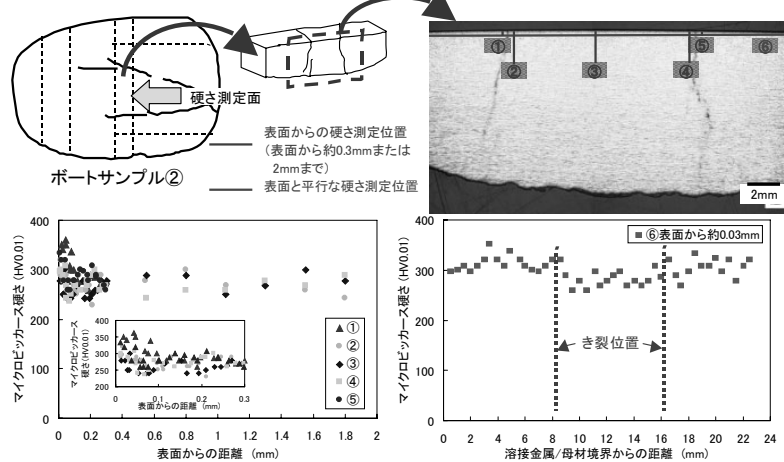 ①
⑤
⑥
②
③
④
2mm
硬さ測定面
ボートサンプル②
表面からの硬さ測定位置
（表面から約0.3mmまたは
2mmまで）
表面と平行な硬さ測定位置
マイクロビッカース硬さ（HV0.01）
400
300
200
100
0
0 0.2 0.4 0.6 0.8 1 1.2 1.4 1.6 1.8 2
表面からの距離 （mm）
マイクロビッカース
硬さ（HV0.01）
400
350
300
250
200
0 0.1 0.2 0.3
表面からの距離 （mm）
①
②
③
④
⑤
マイクロビッカース硬さ（HV0.01）
400
300
200
100
0
⑥表面から約0.03mm
き裂位置
0 2 4 6 8 10 12 14 16 18 20 22 24
溶接金属/母材境界からの距離 （mm）